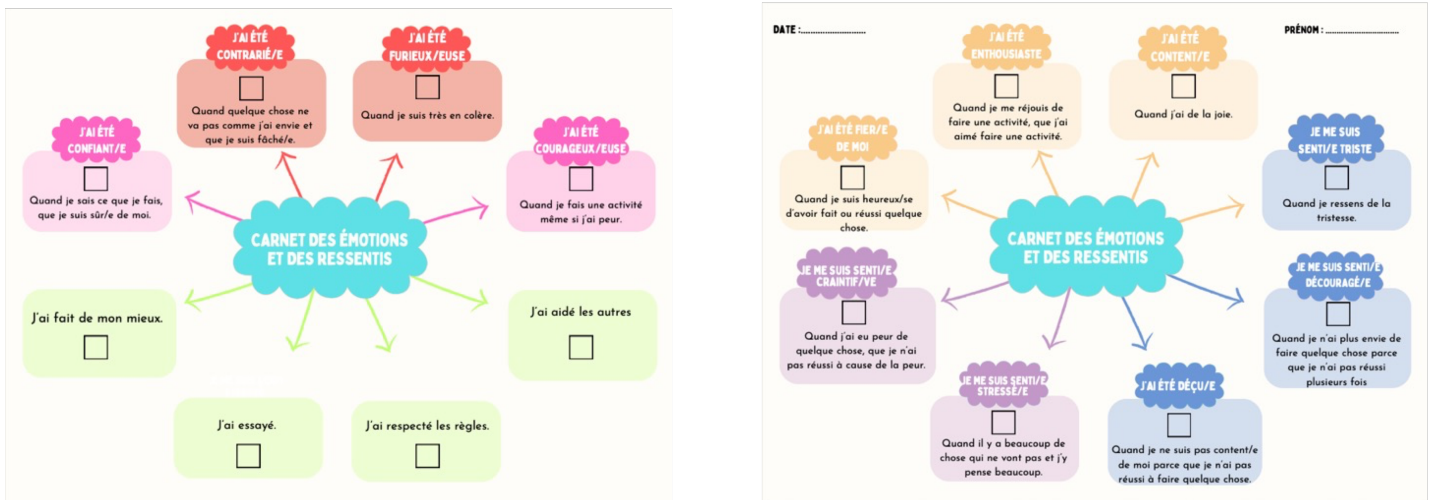 J'AI ÉTÉ
CONTRARIÉ/E
Quand quelque chose ne
va pas comme j'ai envie et
que je suis fâché/e.
J'AI ÉTÉ
FURIEUX/EUSE
Quand je suis très en colère.
J'AI ÉTÉ
CONFIANT/E
Quand je sais ce que je fais,
que je suis sûr/e de moi.
J'AI ÉTÉ
COURAGEUX/EUSE
Quand je fais une activité
même si j'ai peur.
CARNET DES ÉMOTIONS
ET DES RESSENTIS
J'ai fait de mon mieux.
J'ai aidé les autres
J'ai essayé.
J'ai respecté les règles.
DATE :........................
PRÉNOM : ...........................
J'AI ÉTÉ
ENTHOUSIASTE
Quand je me réjouis de
faire une activité, que j'ai
aimé faire une activité.
J'AI ÉTÉ
CONTENT/E
Quand j'ai de la joie.
J'AI ÉTÉ FIER/E
DE MOI
Quand je suis heureux/se
d'avoir fait ou réussi quelque
chose.
JE ME SUIS
SENTI/E TRISTE
Quand je ressens de la
tristesse.
CARNET DES ÉMOTIONS
ET DES RESSENTIS
JE ME SUIS SENTI/E
CRAINTIF/VE
Quand j'ai eu peur de
quelque chose, que je n'ai
pas réussi à cause de la peur.
JE ME SUIS SENTI/E
DÉCOURAGÉ/E
Quand je n'ai plus envie de
faire quelque chose parce
que je n'ai pas réussi
plusieurs fois
JE ME SUIS SENTI/E
STRESSÉ/E
Quand il y a beaucoup de
chose qui ne vont pas et j'y
pense beaucoup.
J'AI ÉTÉ DÉÇU/E
Quand je ne suis pas content/e
de moi parce que je n'ai pas
réussi à faire quelque chose.